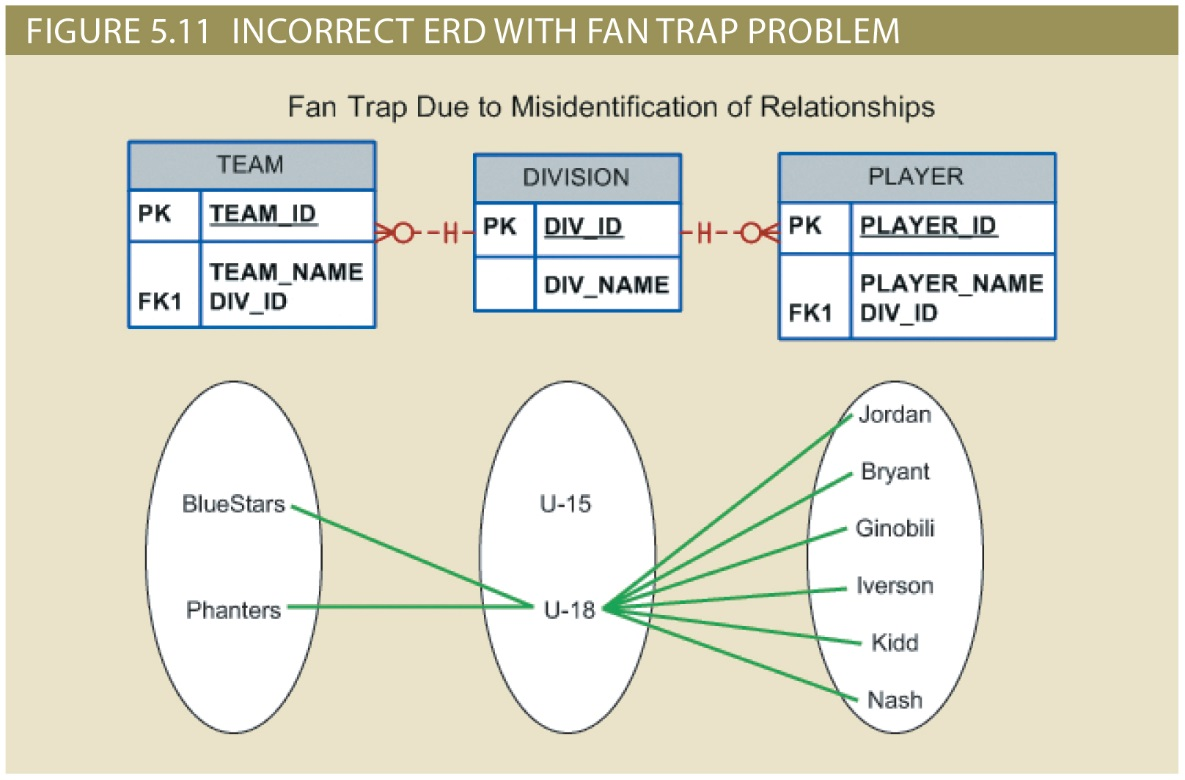 FIGURE 5.11 INCORRECT ERD WITH FAN TRAP PROBLEM
Fan Trap Due to Misidentification of Relationships
TEAM
PK TEAM_ID
TEAM_NAME
FK1 DIV_ID
DIVISION
PK DIV_ID
DIV_NAME
PLAYER
PK PLAYER_ID
PLAYER_NAME
FK1 DIV_ID
BlueStars
Phanters
U-15
U-18
Jordan
Bryant
Ginobili
Iverson
Kidd
Nash